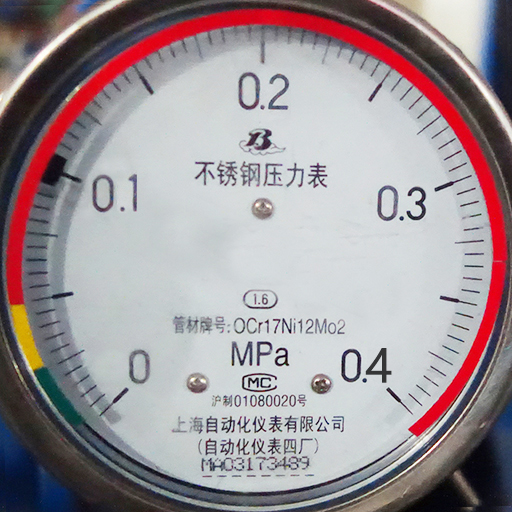 0.2
B
不锈钢压力表
0.1
0.3
1.6
管材牌号:OCr17Ni12Mo2
MPa
0
0.4
MC
沪制01080020号
上海自动化仪表有限公司
(自动化仪表四厂)
MA03173489